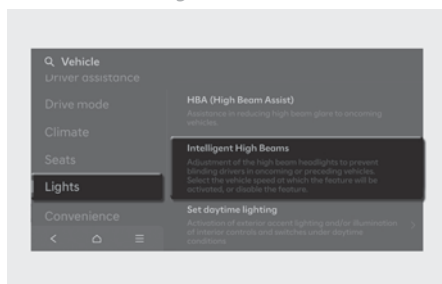 Vehicle
Driver assistance
Drive mode
Climate
Seats
Lights
Convenience
HBA (High Beam Assist)
Assistance in reducing high beam glare to oncoming
vehicles.
Intelligent High Beams
Adjustment of the high beam headlights to prevent
blinding drivers in oncoming or preceding vehicles.
Select the vehicle speed at which the feature will be
activated, or disable the feature.
Set daytime lighting
Activation of exterior accent lighting and/or illumination
of interior controls and switches under daytime
conditions.